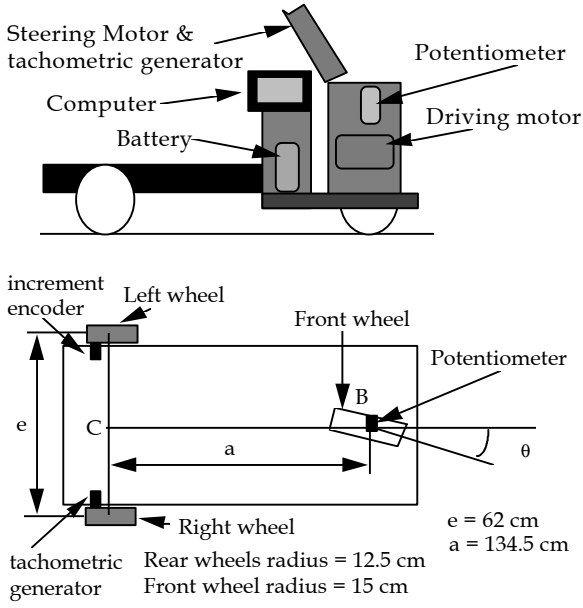 Steering Motor &
tachometric generator
Potentiometer
Computer
Driving motor
Battery
increment
encoder
Left wheel
Front wheel
Potentiometer
B
e
C
a
θ
Right wheel
e = 62 cm
a = 134.5 cm
tachometric
generator
Rear wheels radius = 12.5 cm
Front wheel radius = 15 cm